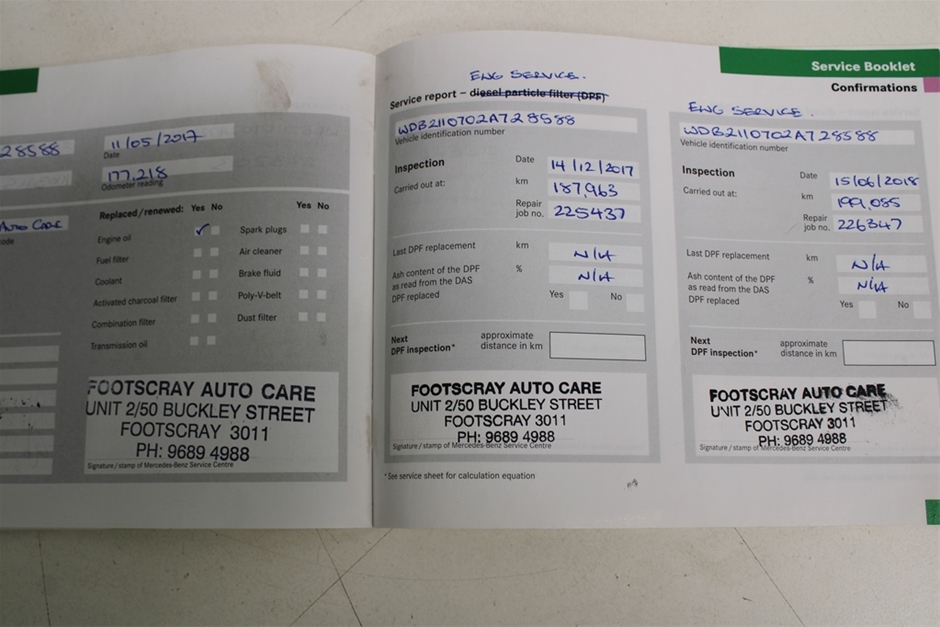 28588
11/05/2017
Date
177,218
Odometer reading
AUTO CARE
code
Replaced/renewed: Yes No
Yes No
Engine oil ✓
Spark plugs
Fuel filter
Air cleaner
Coolant
Brake fluid
Activated charcoal filter
Poly-V-belt
Combination filter
Dust filter
Transmission oil
FOOTSCRAY AUTO CARE
UNIT 2/50 BUCKLEY STREET
FOOTSCRAY 3011
PH: 9689 4988
Signature/stamp of Mercedes-Benz Service Centre
ENG SERVICE.
Service report – diesel particle filter (DPF)
WDB2110702A728588
Vehicle identification number
Inspection
Date 14/12/2017
Carried out at:
km 187,963
Repair
job no. 225437
Last DPF replacement km N/A
Ash content of the DPF % N/A
as read from the DAS
DPF replaced Yes No
Next approximate
DPF inspection* distance in km
FOOTSCRAY AUTO CARE
UNIT 2/50 BUCKLEY STREET
FOOTSCRAY 3011
PH: 9689 4988
Signature/stamp of Mercedes-Benz Service Centre
*See service sheet for calculation equation
Service Booklet
Confirmations
ENG SERVICE.
WDB2110702A728588
Vehicle identification number
Inspection
Date 15/06/2018
Carried out at:
km 199,085
Repair
job no. 226347
Last DPF replacement km N/A
Ash content of the DPF % N/A
as read from the DAS
DPF replaced Yes No
Next approximate
DPF inspection* distance in km
FOOTSCRAY AUTO CARE
UNIT 2/50 BUCKLEY STREET
FOOTSCRAY 3011
PH: 9689 4988
Signature/stamp of Mercedes-Benz Service Centre